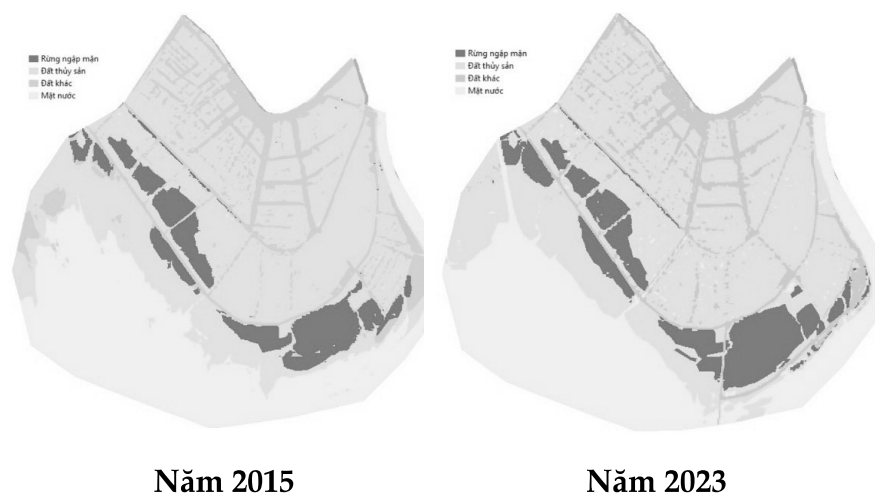 Rừng ngập mặn
Đất thủy sản
Đất khác
Mặt nước
Rừng ngập mặn
Đất thủy sản
Đất khác
Mặt nước
Năm 2015
Năm 2023